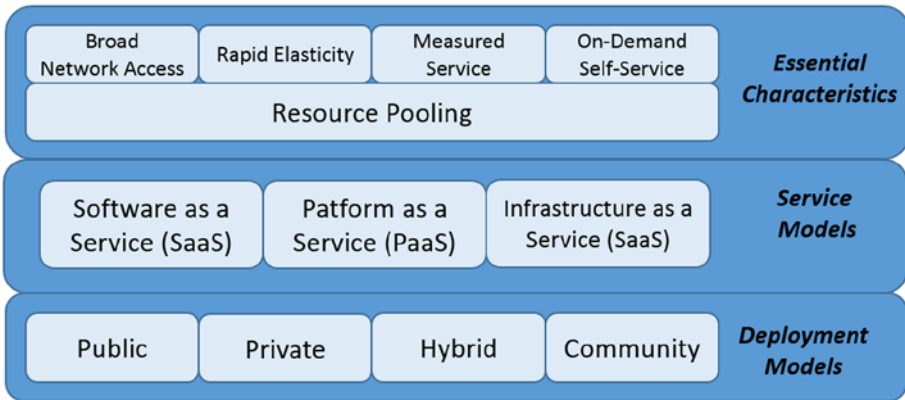 Broad
Network Access
Rapid Elasticity
Measured
Service
On-Demand
Self-Service
Resource Pooling
Essential
Characteristics
Software as a
Service (SaaS)
Patform as a
Service (PaaS)
Infrastructure as a
Service (SaaS)
Service
Models
Public
Private
Hybrid
Community
Deployment
Models